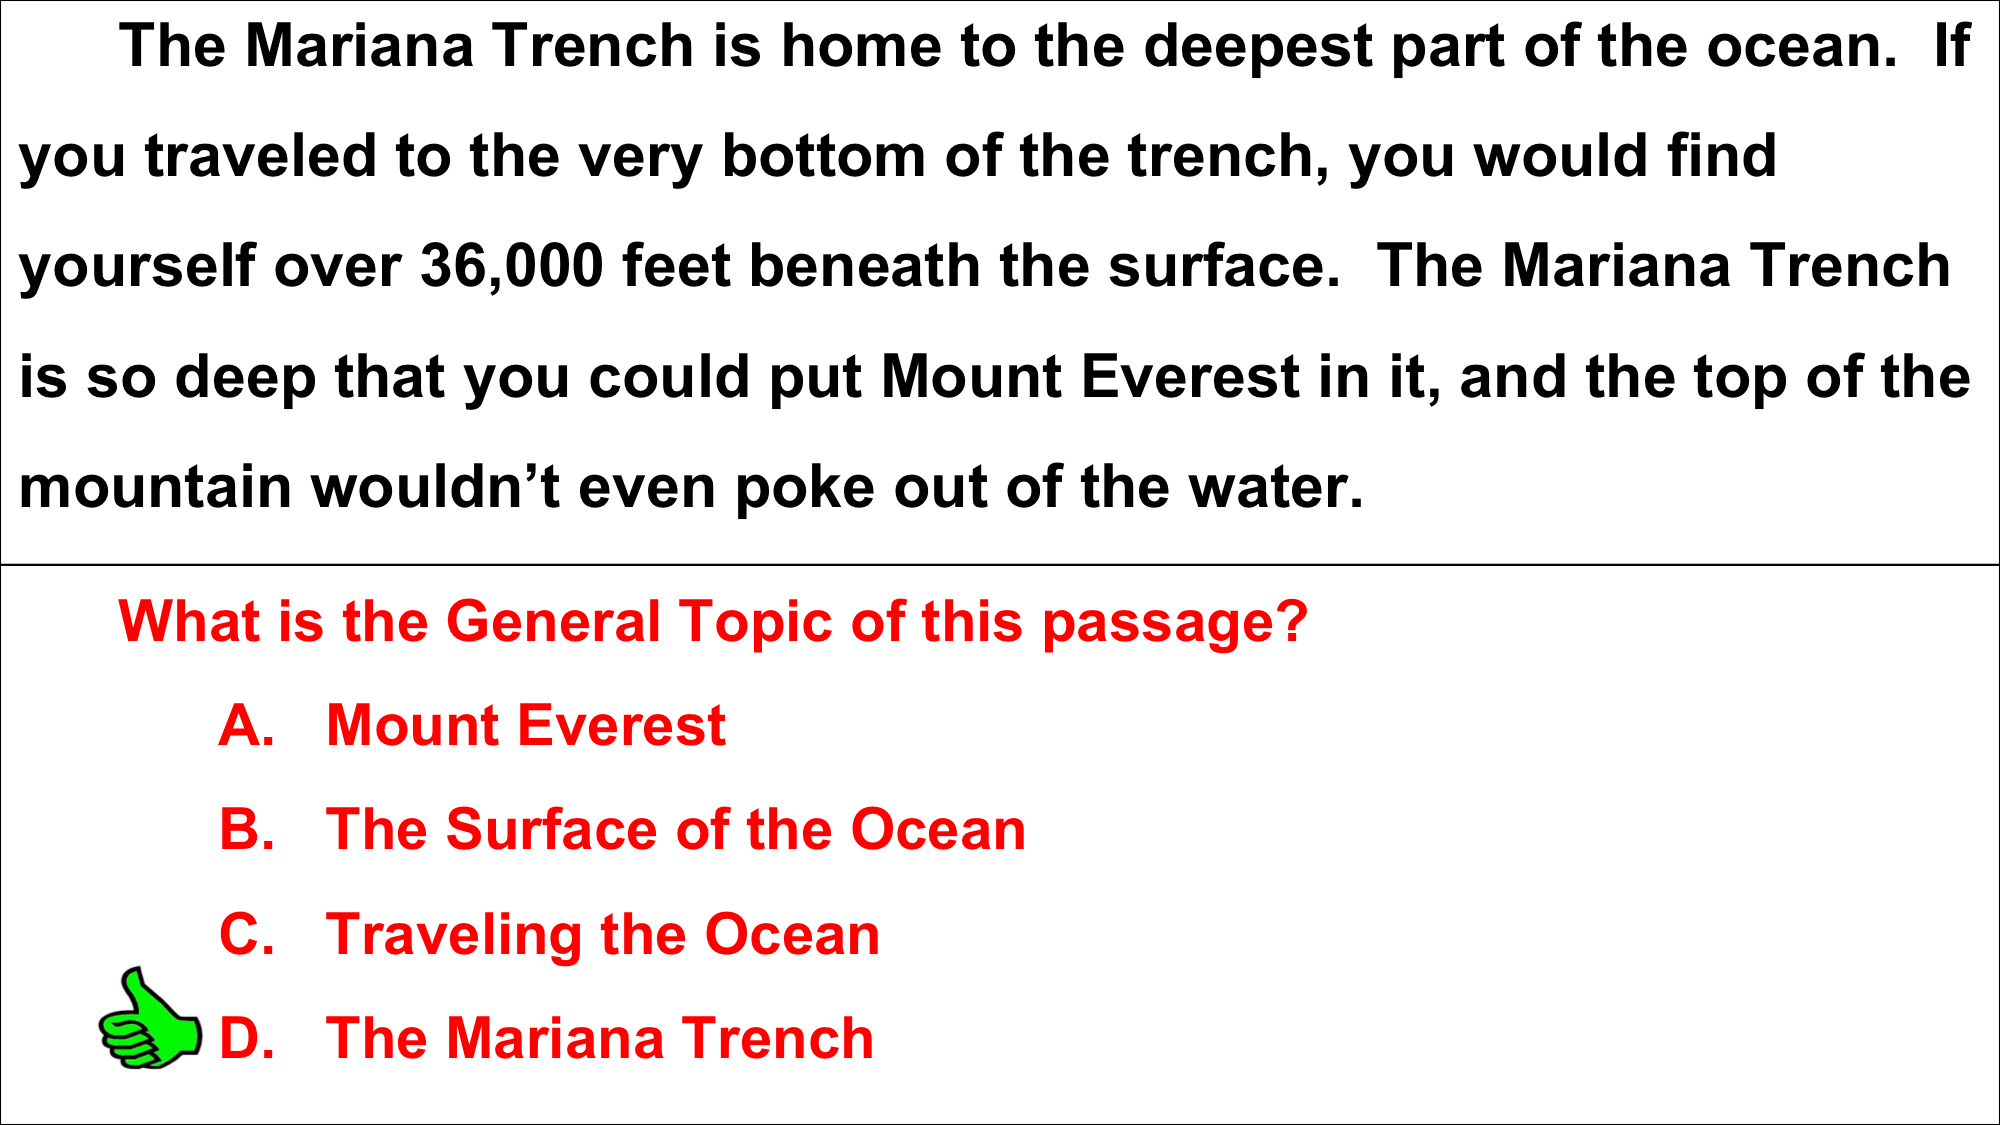 The Mariana Trench is home to the deepest part of the ocean.  If
you traveled to the very bottom of the trench, you would find
yourself over 36,000 feet beneath the surface.  The Mariana Trench
is so deep that you could put Mount Everest in it, and the top of the
mountain wouldn’t even poke out of the water.
What is the General Topic of this passage?
A. Mount Everest
B. The Surface of the Ocean
C. Traveling the Ocean
D. The Mariana Trench